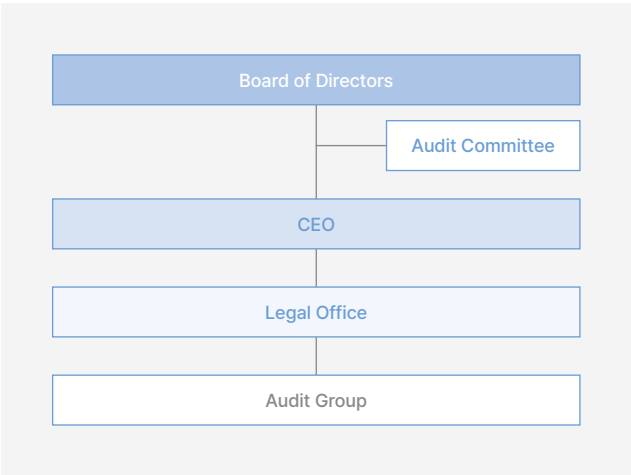 Board of Directors
Audit Committee
CEO
Legal Office
Audit Group